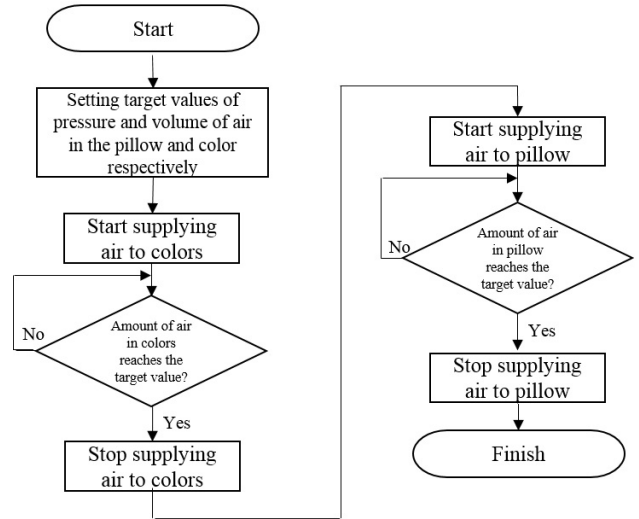 Start
Setting target values of
pressure and volume of air
in the pillow and color
respectively
Start supplying
air to colors
Amount of air
in colors
reaches the
target value?
No
Yes
Stop supplying
air to colors
Start supplying
air to pillow
Amount of air
in pillow
reaches the
target value?
No
Yes
Stop supplying
air to pillow
Finish